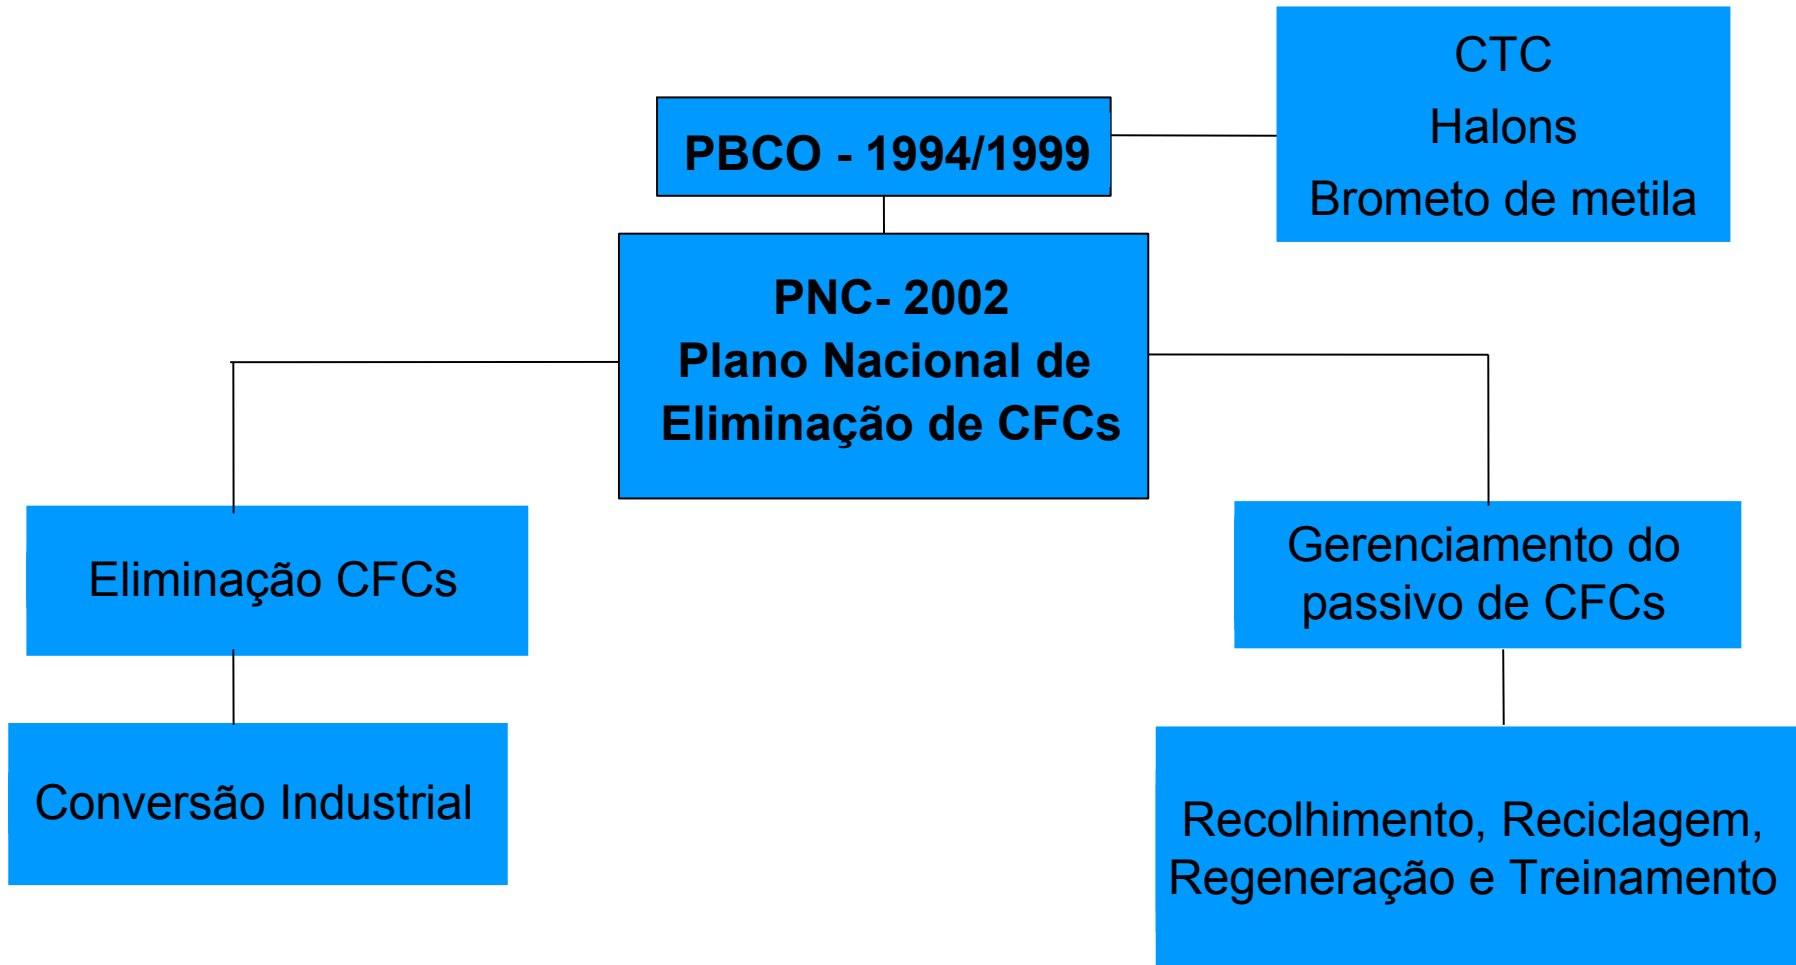 CTC
Halons
Brometo de metila
PBCO - 1994/1999
PNC- 2002
Plano Nacional de
Eliminação de CFCs
Eliminação CFCs
Gerenciamento do
passivo de CFCs
Conversão Industrial
Recolhimento, Reciclagem,
Regeneração e Treinamento